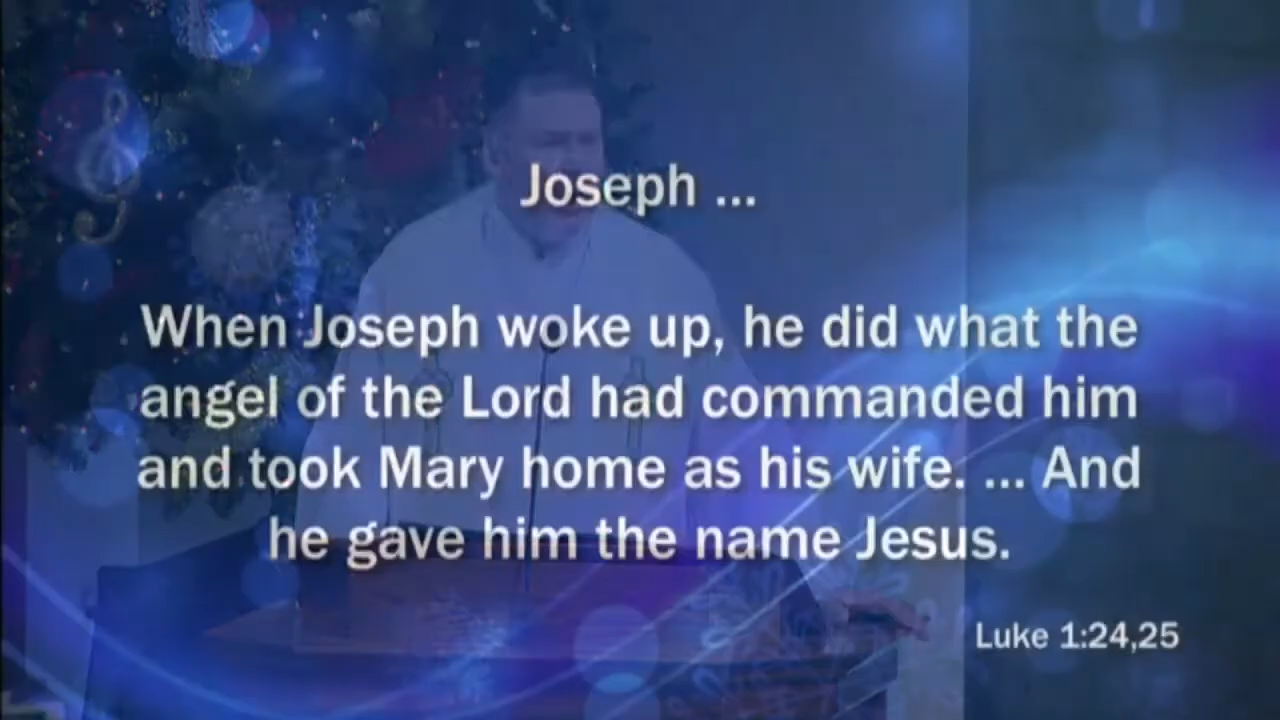 Joseph ...
When Joseph woke up, he did what the
angel of the Lord had commanded him
and took Mary home as his wife. ... And
he gave him the name Jesus.
Luke 1:24,25